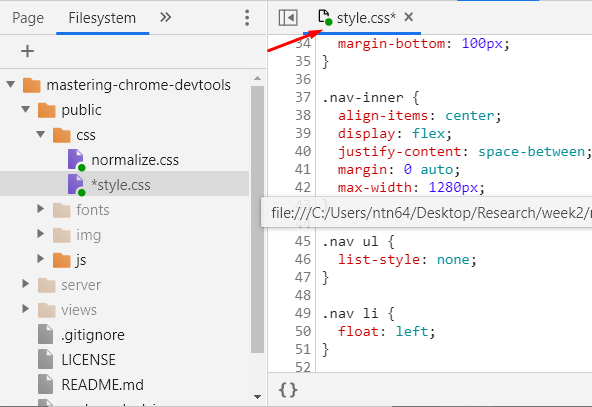 Page Filesystem »
style.css* ×
+
mastering-chrome-devtools
public
css
normalize.css
*style.css
fonts
img
js
server
views
.gitignore
LICENSE
README.md
34 margin-bottom: 100px;
35 }
36
37 .nav-inner {
38 align-items: center;
39 display: flex;
40 justify-content: space-between;
41 margin: 0 auto;
42 max-width: 1280px;
file:///C:/Users/ntn64/Desktop/Research/week2/
45 .nav ul {
46 list-style: none;
47 }
48
49 .nav li {
50 float: left;
51 }
52
{}